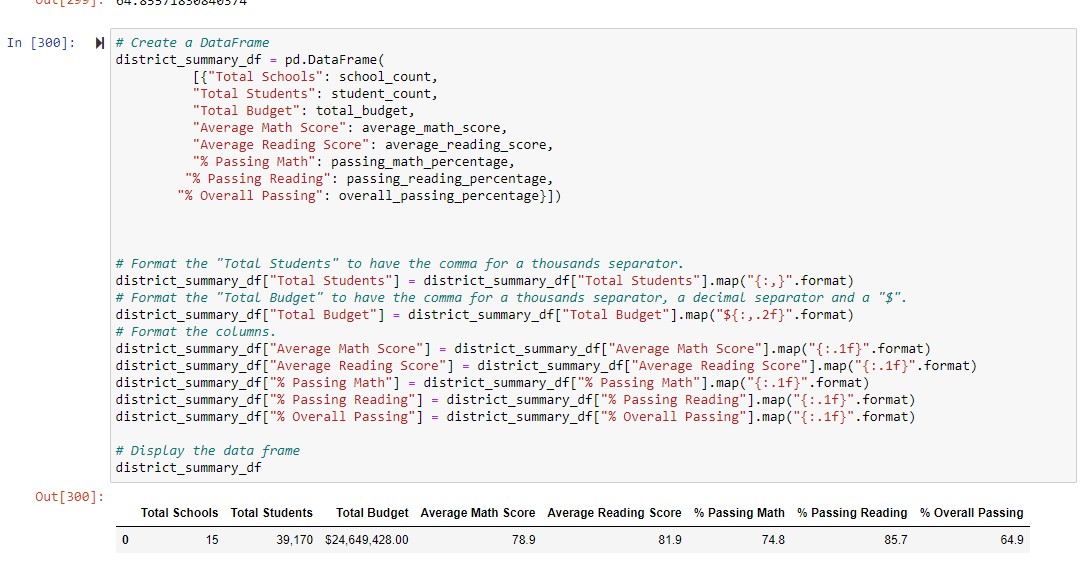 Out[299]: 64.85571830840374
In [300]:
# Create a DataFrame
district_summary_df = pd.DataFrame(
[{"Total Schools": school_count,
"Total Students": student_count,
"Total Budget": total_budget,
"Average Math Score": average_math_score,
"Average Reading Score": average_reading_score,
"% Passing Math": passing_math_percentage,
"% Passing Reading": passing_reading_percentage,
"% Overall Passing": overall_passing_percentage}])
# Format the "Total Students" to have the comma for a thousands separator.
district_summary_df["Total Students"] = district_summary_df["Total Students"].map("{:,}".format)
# Format the "Total Budget" to have the comma for a thousands separator, a decimal separator and a "$".
district_summary_df["Total Budget"] = district_summary_df["Total Budget"].map("${:,.2f}".format)
# Format the columns.
district_summary_df["Average Math Score"] = district_summary_df["Average Math Score"].map("{:.1f}".format)
district_summary_df["Average Reading Score"] = district_summary_df["Average Reading Score"].map("{:.1f}".format)
district_summary_df["% Passing Math"] = district_summary_df["% Passing Math"].map("{:.1f}".format)
district_summary_df["% Passing Reading"] = district_summary_df["% Passing Reading"].map("{:.1f}".format)
district_summary_df["% Overall Passing"] = district_summary_df["% Overall Passing"].map("{:.1f}".format)
# Display the data frame
district_summary_df
Out[300]:
Total Schools Total Students Total Budget Average Math Score Average Reading Score % Passing Math % Passing Reading % Overall Passing
0 15 39,170 $24,649,428.00 78.9 81.9 74.8 85.7 64.9